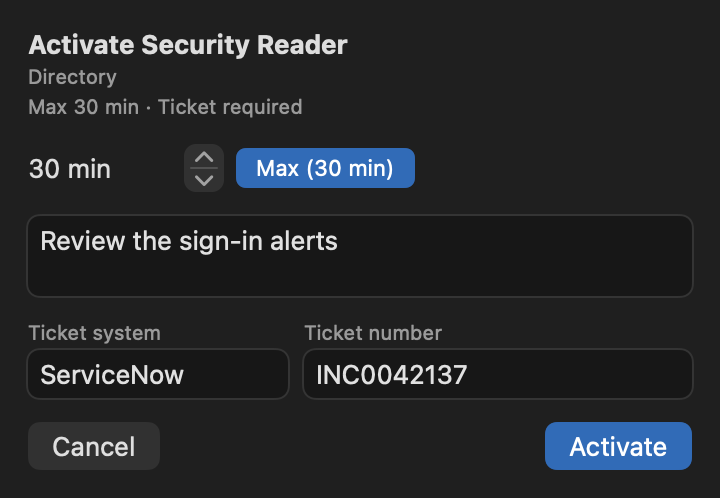 Activate Security Reader
Directory
Max 30 min · Ticket required
30 min
Max (30 min)
Review the sign-in alerts
Ticket system
Ticket number
ServiceNow
INC0042137
Cancel
Activate